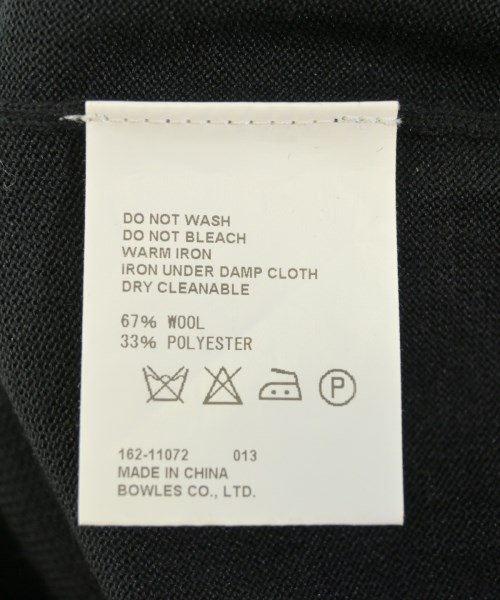 DO NOT WASH
DO NOT BLEACH
WARM IRON
IRON UNDER DAMP CLOTH
DRY CLEANABLE
67% WOOL
33% POLYESTER
P
162-11072 013
MADE IN CHINA
BOWLES CO., LTD.